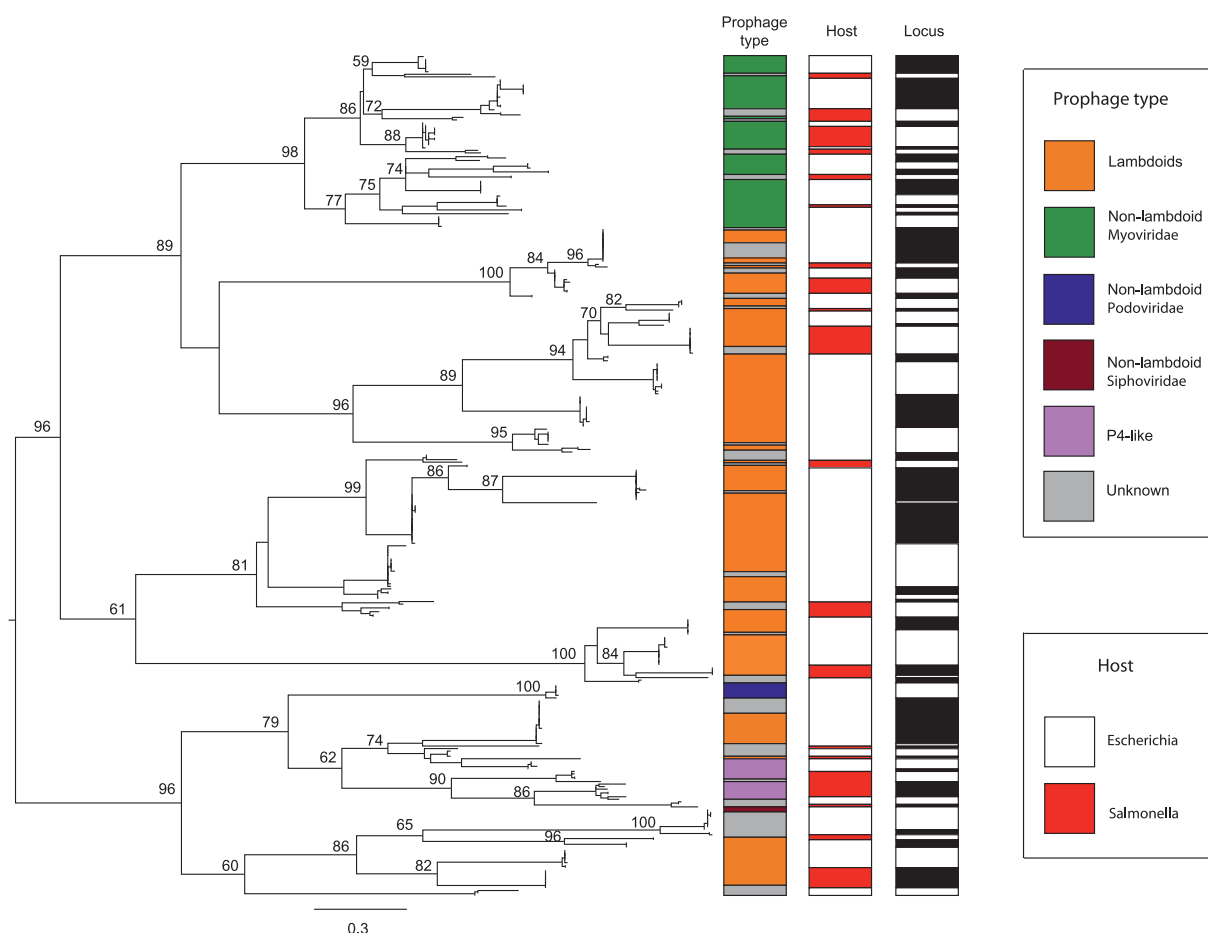 Prophage
type
Host
Locus
59
86
72
88
98
74
75
77
89
96
84
100
82
70
94
89
96
95
96
86
87
99
81
61
84
100
100
79
74
62
90
86
96
100
65
96
86
82
60
0.3
Prophage type
Lambdoids
Non-lambdoid
Myoviridae
Non-lambdoid
Podoviridae
Non-lambdoid
Siphoviridae
P4-like
Unknown
Host
Escherichia
Salmonella